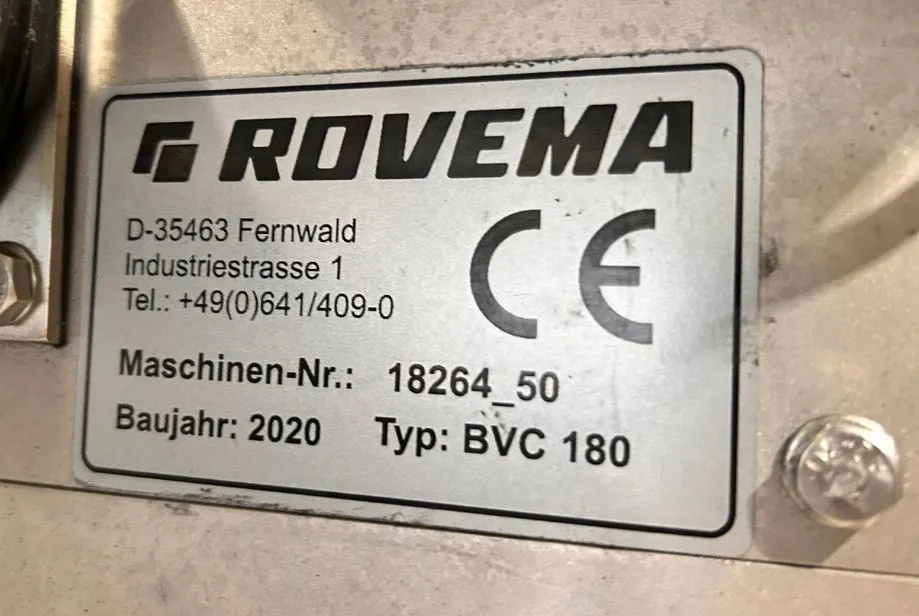 ROVEMA
CE
D-35463 Fernwald
Industriestrasse 1
Tel.: +49(0)641/409-0
Maschinen-Nr.: 18264_50
Baujahr: 2020 Typ: BVC 180